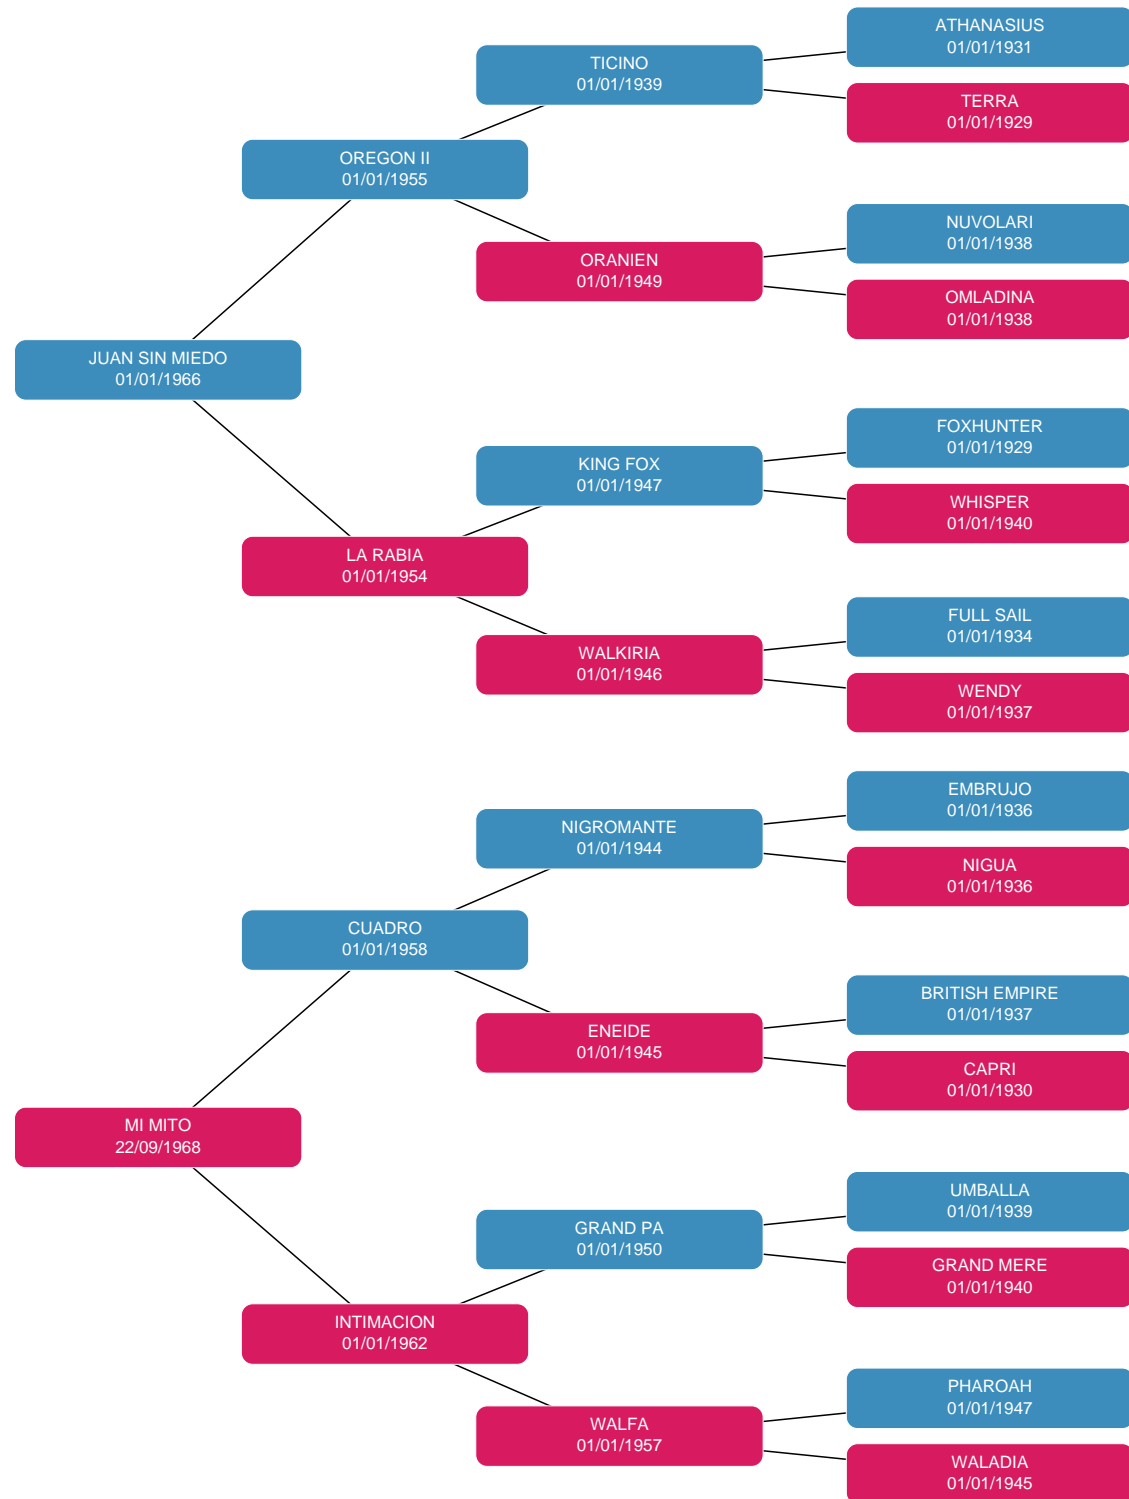 ATHANASIUS
01/01/1931
TICINO
01/01/1939
TERRA
01/01/1929
OREGON II
01/01/1955
NUVOLARI
01/01/1938
ORANIEN
01/01/1949
OMLADINA
01/01/1938
JUAN SIN MIEDO
01/01/1966
FOXHUNTER
01/01/1929
KING FOX
01/01/1947
WHISPER
01/01/1940
LA RABIA
01/01/1954
FULL SAIL
01/01/1934
WALKIRIA
01/01/1946
WENDY
01/01/1937
EMBRUJO
01/01/1936
NIGROMANTE
01/01/1944
NIGUA
01/01/1936
CUADRO
01/01/1958
BRITISH EMPIRE
01/01/1937
ENEIDE
01/01/1945
CAPRI
01/01/1930
MI MITO
22/09/1968
UMBALLA
01/01/1939
GRAND PA
01/01/1950
GRAND MERE
01/01/1940
INTIMACION
01/01/1962
PHAROAH
01/01/1947
WALFA
01/01/1957
WALADIA
01/01/1945